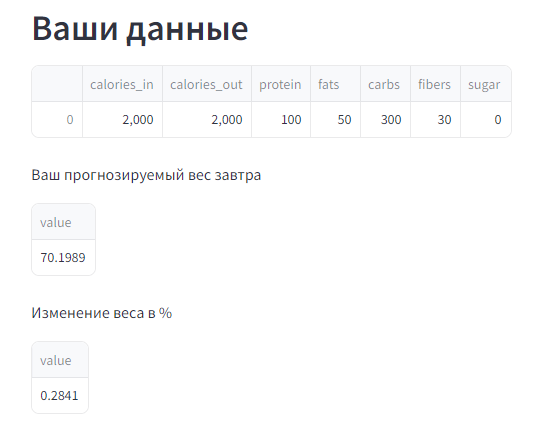 Ваши данные
calories_in calories_out protein fats carbs fibers sugar
0 2,000 2,000 100 50 300 30 0
Ваш прогнозируемый вес завтра
value
70.1989
Изменение веса в %
value
0.2841